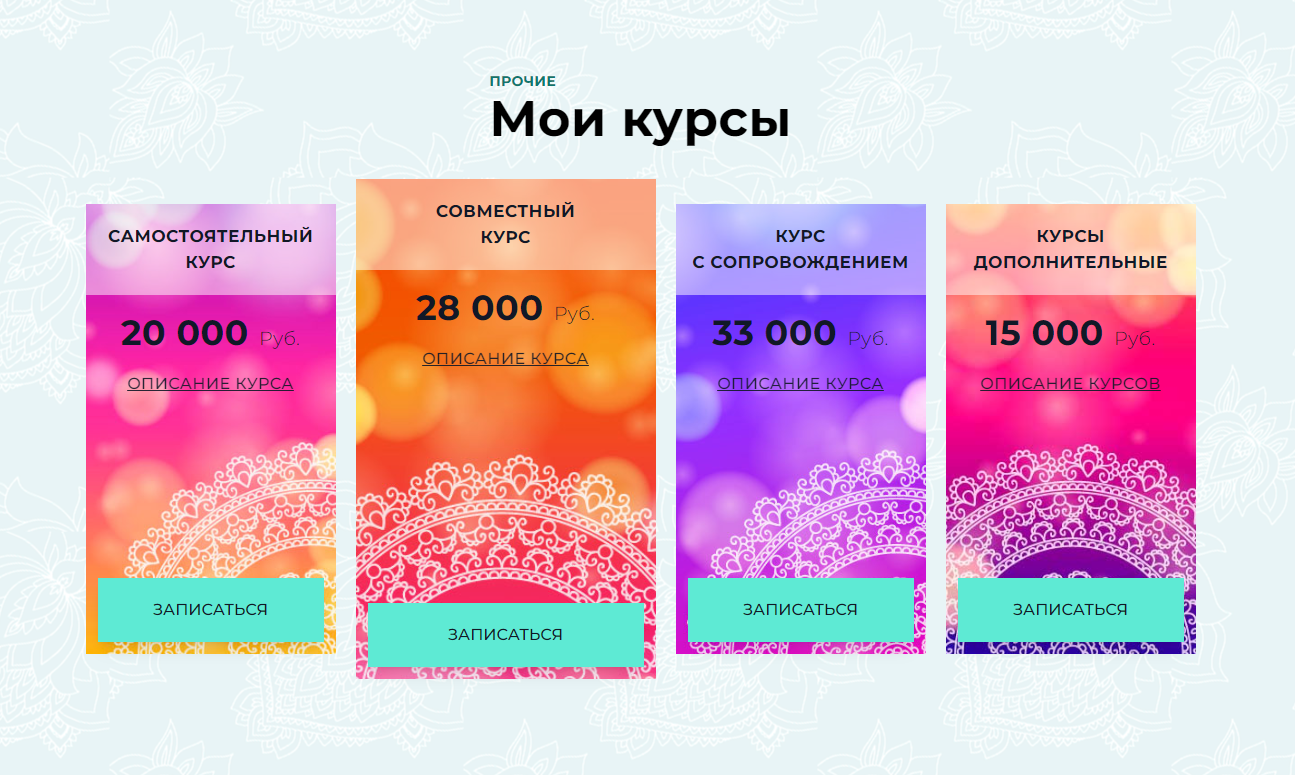 ПРОЧИЕ
Мои курсы
САМОСТОЯТЕЛЬНЫЙ
КУРС
20 000 Руб.
ОПИСАНИЕ КУРСА
ЗАПИСАТЬСЯ
СОВМЕСТНЫЙ
КУРС
28 000 Руб.
ОПИСАНИЕ КУРСА
ЗАПИСАТЬСЯ
КУРС
С СОПРОВОЖДЕНИЕМ
33 000 Руб.
ОПИСАНИЕ КУРСА
ЗАПИСАТЬСЯ
КУРСЫ
ДОПОЛНИТЕЛЬНЫЕ
15 000 Руб.
ОПИСАНИЕ КУРСОВ
ЗАПИСАТЬСЯ